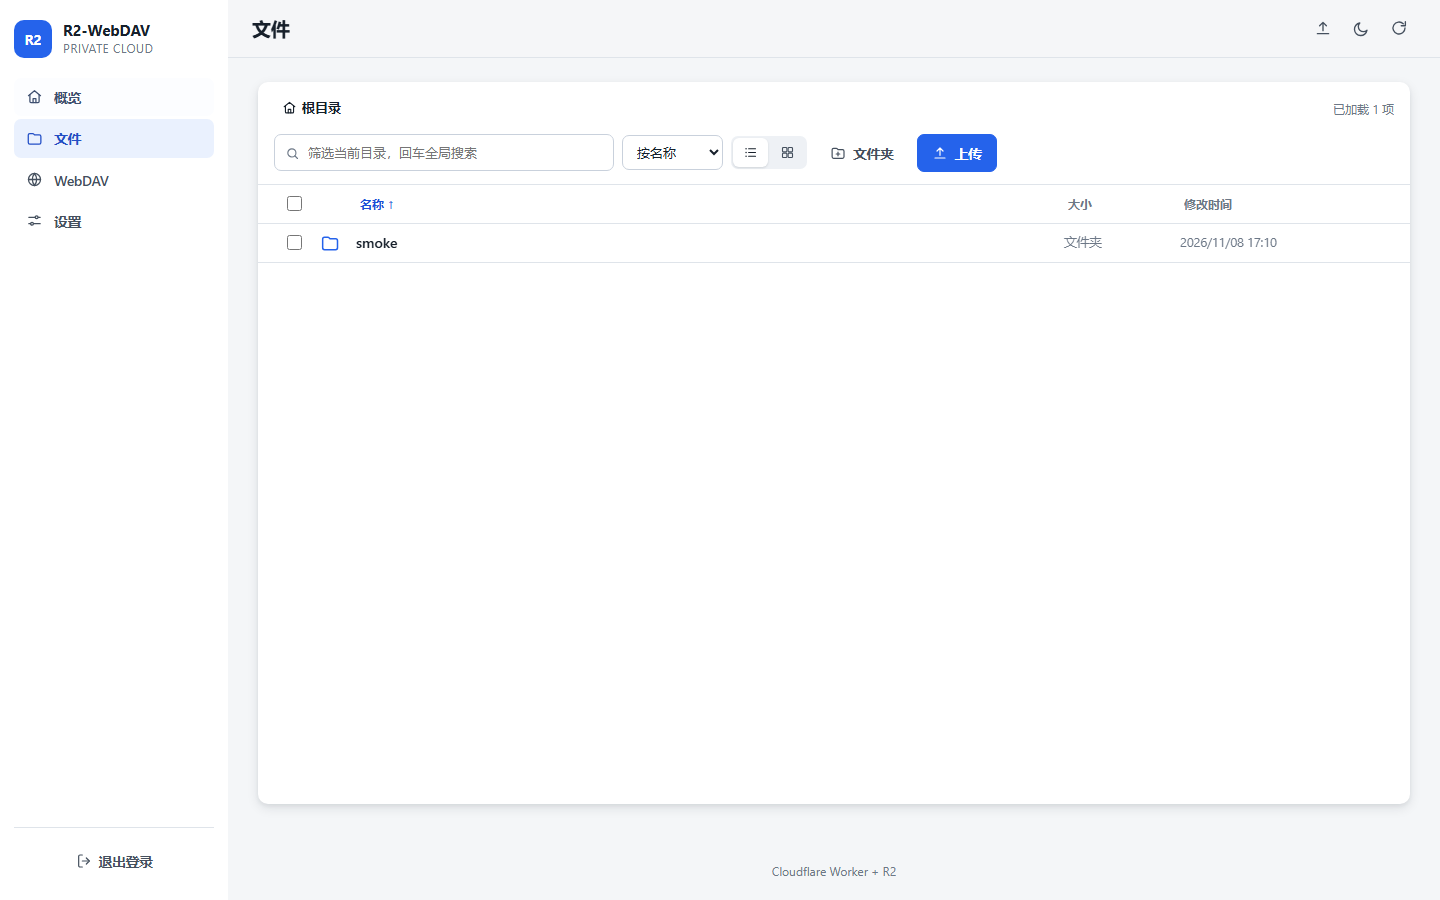 R2
R2-WebDAV
PRIVATE CLOUD
概览
文件
WebDAV
设置
退出登录
文件
根目录
已加载 1 项
筛选当前目录，回车全局搜索
按名称
文件夹
上传
名称 ↑
大小
修改时间
smoke
文件夹
2026/11/08 17:10
Cloudflare Worker + R2